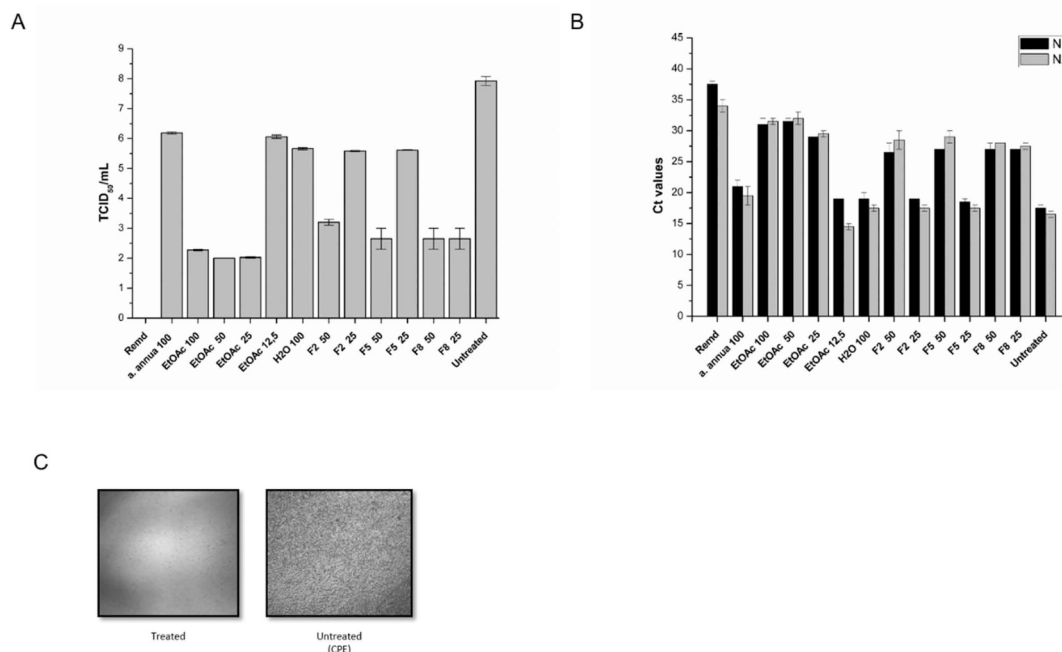 A
TCID50/mL
9
8
7
6
5
4
3
2
1
0
Remd
a. annua 100
EtOAc 100
EtOAc 50
EtOAc 25
EtOAc 12,5
H2O 100
F2 50
F2 25
F5 50
F5 25
F8 50
F8 25
Untreated
B
Ct values
45
40
35
30
25
20
15
10
5
0
N
N
Remd
a. annua 100
EtOAc 100
EtOAc 50
EtOAc 25
EtOAc 12,5
H2O 100
F2 50
F2 25
F5 50
F5 25
F8 50
F8 25
Untreated
C
Treated
Untreated
(CPE)